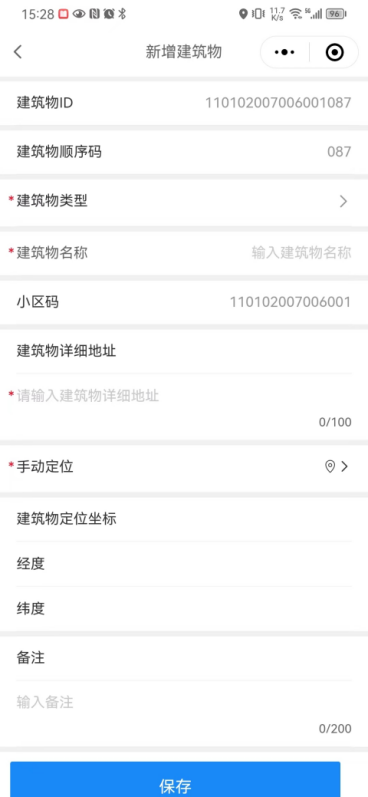 15:28 11.7 K/s 5G 96
新增建筑物
建筑物ID 110102007006001087
建筑物顺序码 087
*建筑物类型
*建筑物名称 输入建筑物名称
小区码 110102007006001
建筑物详细地址
*请输入建筑物详细地址
0/100
*手动定位
建筑物定位坐标
经度
纬度
备注
输入备注
0/200
保存